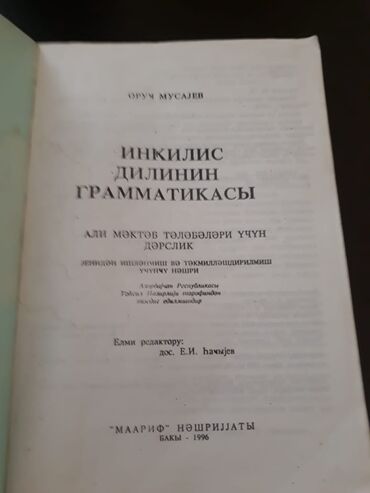 ОРУҸ МУСАЈЕВ
ИНКИЛИС
ДИЛИНИН
ГРАММАТИКАСЫ
АЛИ МӘКТӘБ ТӘЛӘБӘЛӘРИ ҮЧҮН
ДӘРСЛИК
ЈЕНИДӘН ИШЛӘНМИШ ВӘ ТӘКМИЛЛӘШДИРИЛМИШ
ҮЧҮНЧҮ НӘШРИ
Азәрбајҹан Республикасы
Тәһсил Назирлији тәрәфиндән
тәсдиг едилмишдир
Елми редактору:
дос. Е.И. Һаҹыјев
"МААРИФ" НӘШРИЈЈАТЫ
БАКЫ - 1996